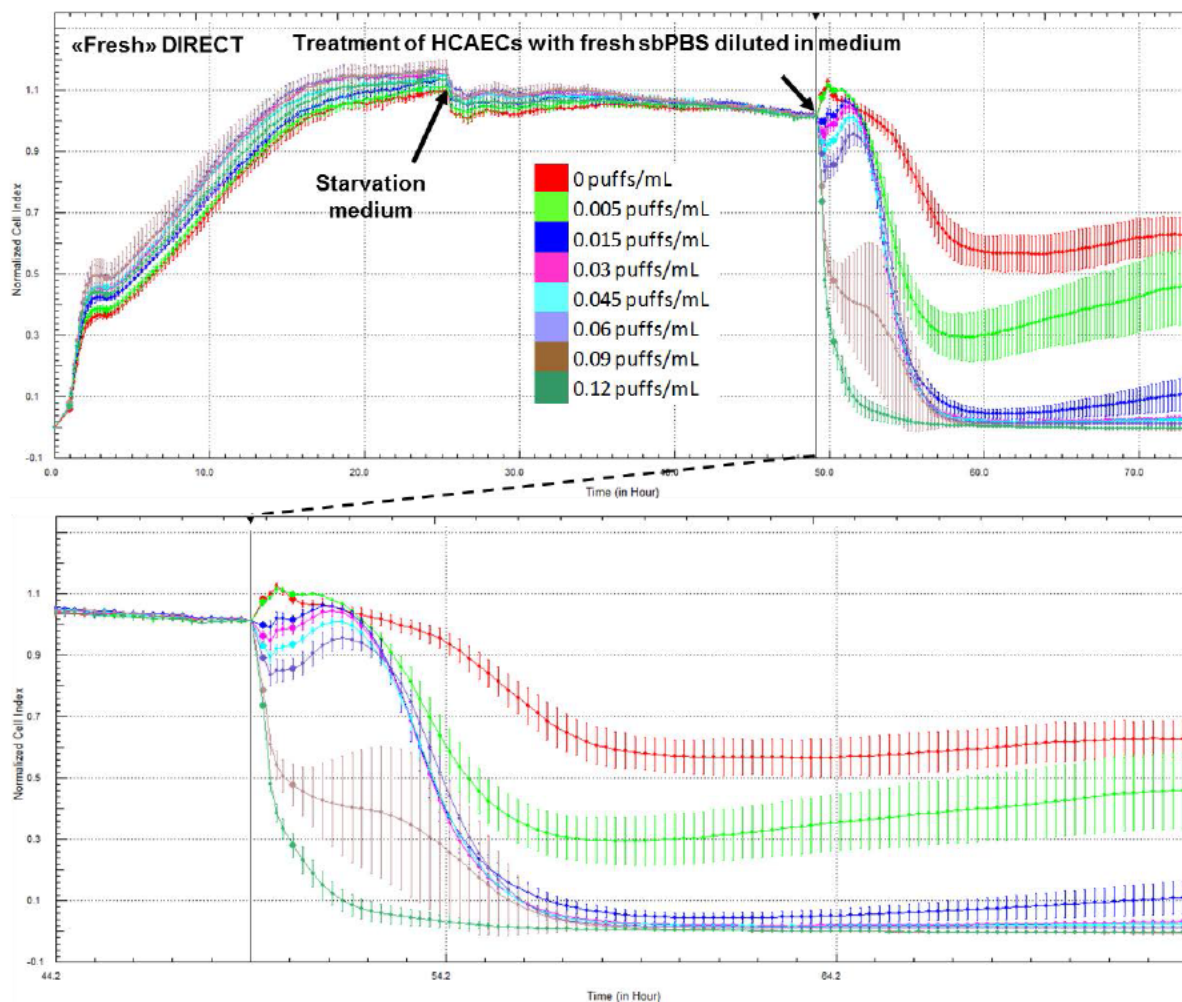 «Fresh» DIRECT
Treatment of HCAECs with fresh sbPBS diluted in medium
Starvation
medium
0 puffs/mL
0.005 puffs/mL
0.015 puffs/mL
0.03 puffs/mL
0.045 puffs/mL
0.06 puffs/mL
0.09 puffs/mL
0.12 puffs/mL
Normalized Cell Index
1.1
0.9
0.7
0.5
0.3
0.1
-0.1
0.0
10.0
20.0
30.0
40.0
50.0
60.0
70.0
Time (in Hour)
Normalized Cell Index
1.1
0.9
0.7
0.5
0.3
0.1
-0.1
44.2
54.2
64.2
Time (in Hour)